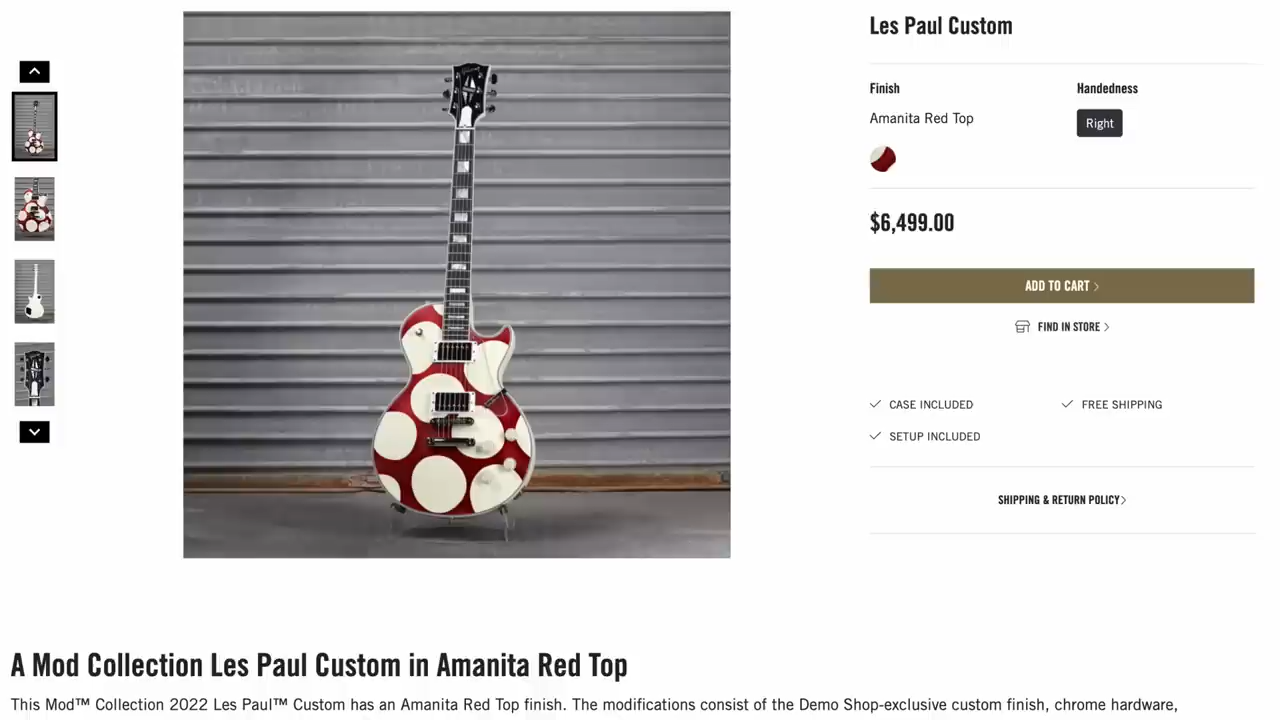 Les Paul Custom
Finish
Handedness
Amanita Red Top
Right
$6,499.00
ADD TO CART
FIND IN STORE
CASE INCLUDED
FREE SHIPPING
SETUP INCLUDED
SHIPPING & RETURN POLICY
A Mod Collection Les Paul Custom in Amanita Red Top
This Mod™ Collection 2022 Les Paul™ Custom has an Amanita Red Top finish. The modifications consist of the Demo Shop-exclusive custom finish, chrome hardware,